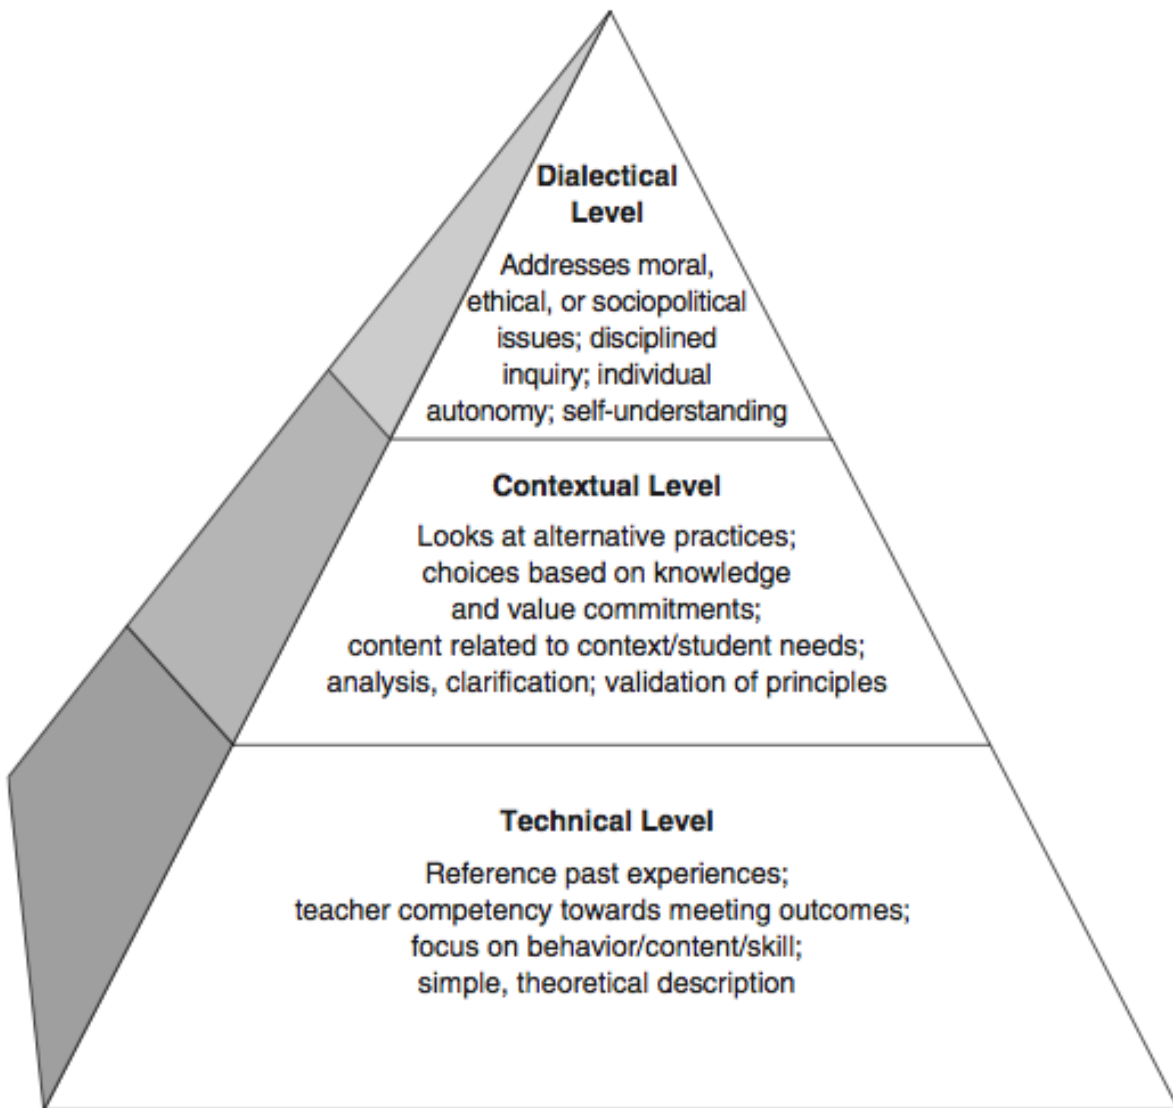 Dialectical
Level
Addresses moral,
ethical, or sociopolitical
issues; disciplined
inquiry; individual
autonomy; self-understanding
Contextual Level
Looks at alternative practices;
choices based on knowledge
and value commitments;
content related to context/student needs;
analysis, clarification; validation of principles
Technical Level
Reference past experiences;
teacher competency towards meeting outcomes;
focus on behavior/content/skill;
simple, theoretical description